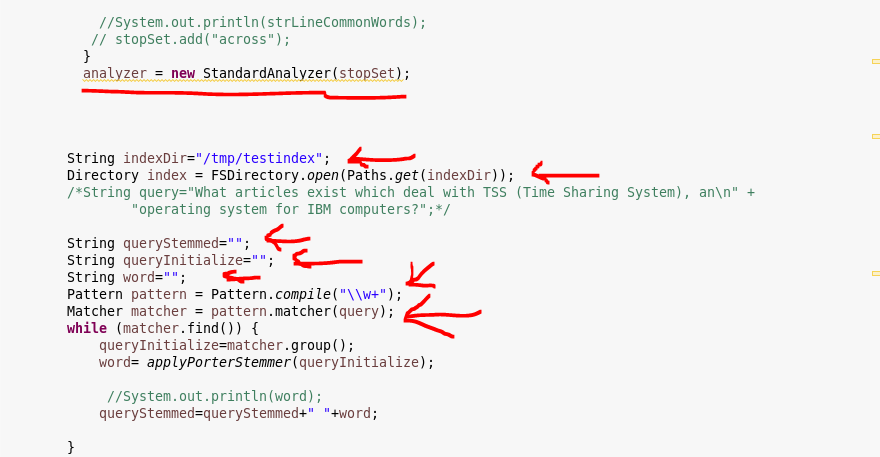 //System.out.println(strLineCommonWords);
// stopSet.add("across");
}
analyzer = new StandardAnalyzer(stopSet);
String indexDir="/tmp/testindex";
Directory index = FSDirectory.open(Paths.get(indexDir));
/*String query="What articles exist which deal with TSS (Time Sharing System), an\n" +
"operating system for IBM computers?";*/
String queryStemmed="";
String queryInitialize="";
String word="";
Pattern pattern = Pattern.compile("\\w+");
Matcher matcher = pattern.matcher(query);
while (matcher.find()) {
queryInitialize=matcher.group();
word= applyPorterStemmer(queryInitialize);
//System.out.println(word);
queryStemmed=queryStemmed+" "+word;
}